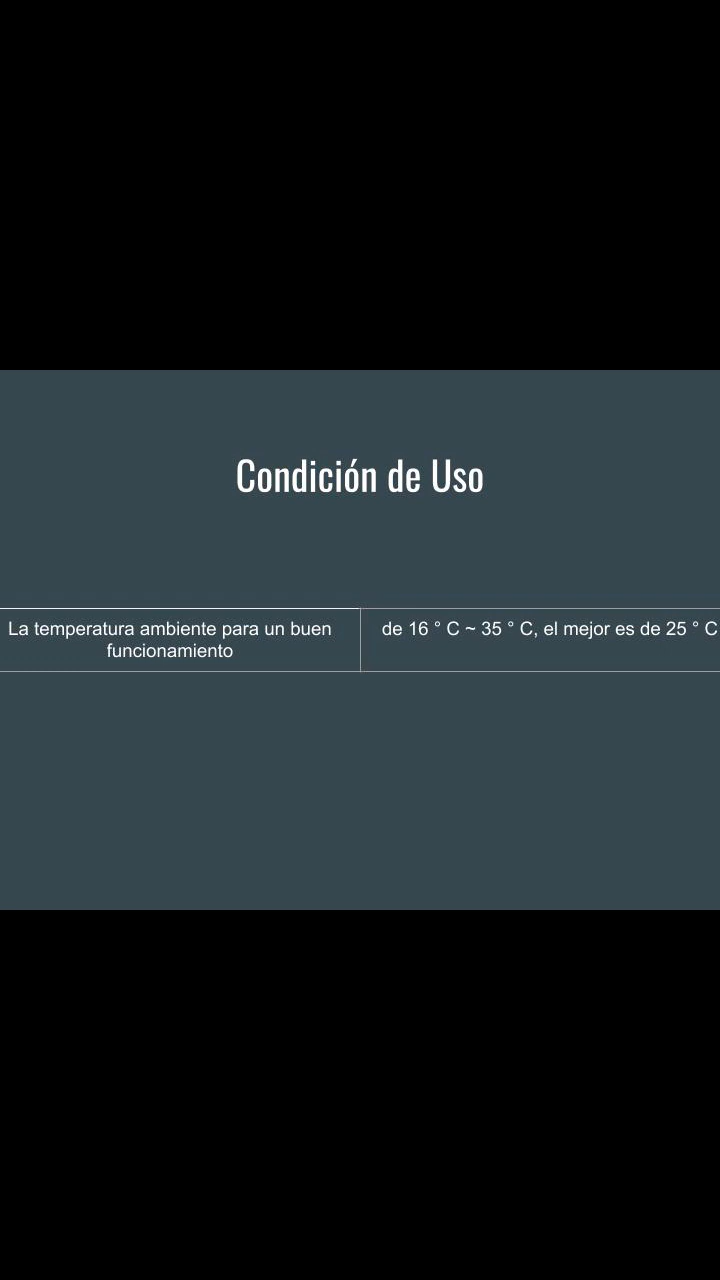 Condición de Uso
La temperatura ambiente para un buen
funcionamiento
de 16 ° C ~ 35 ° C, el mejor es de 25 ° C